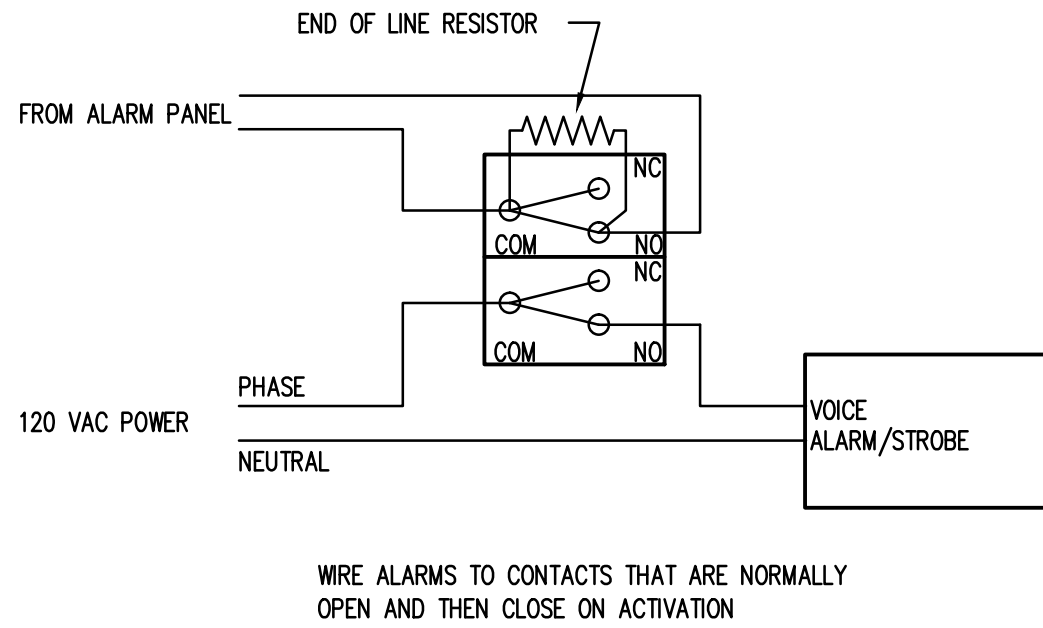 END OF LINE RESISTOR
FROM ALARM PANEL
NC
COM NO
NC
COM NO
PHASE
120 VAC POWER
NEUTRAL
VOICE
ALARM/STROBE
WIRE ALARMS TO CONTACTS THAT ARE NORMALLY
OPEN AND THEN CLOSE ON ACTIVATION